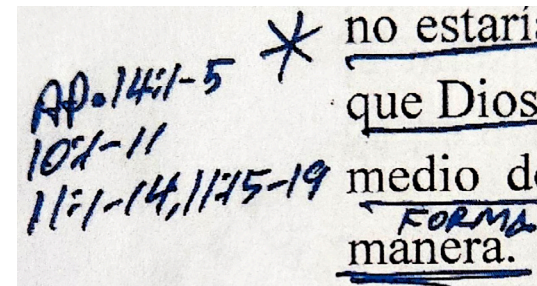 no estaría
AP. 14:1-5 *
que Dios
10:1-11
11:1-14, 11:15-19
medio de
FORMA
manera.